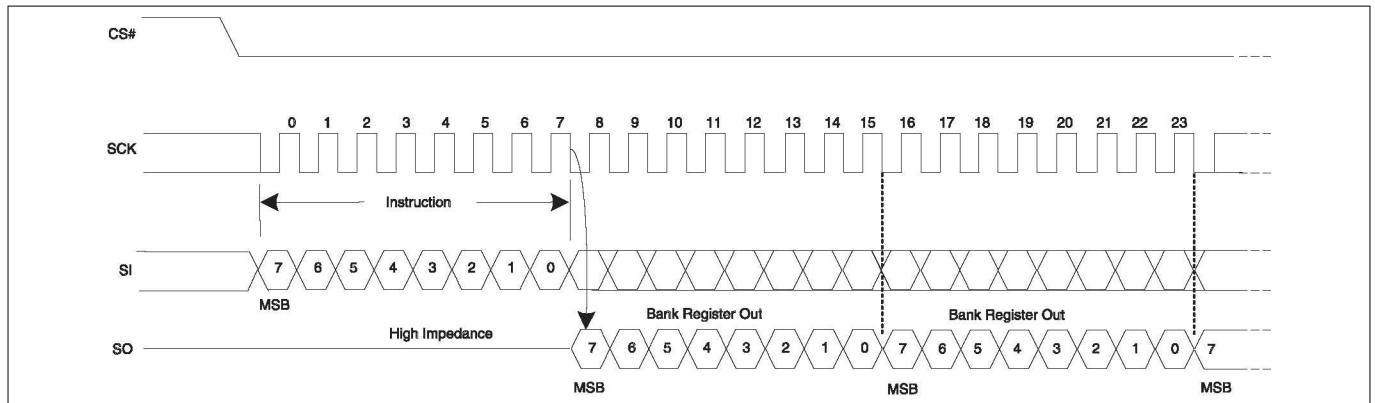 CS#
0 1 2 3 4 5 6 7 8 9 10 11 12 13 14 15 16 17 18 19 20 21 22 23
SCK
Instruction
SI 7 6 5 4 3 2 1 0
MSB
Bank Register Out Bank Register Out
High Impedance
SO 7 6 5 4 3 2 1 0 7 6 5 4 3 2 1 0 7
MSB MSB MSB